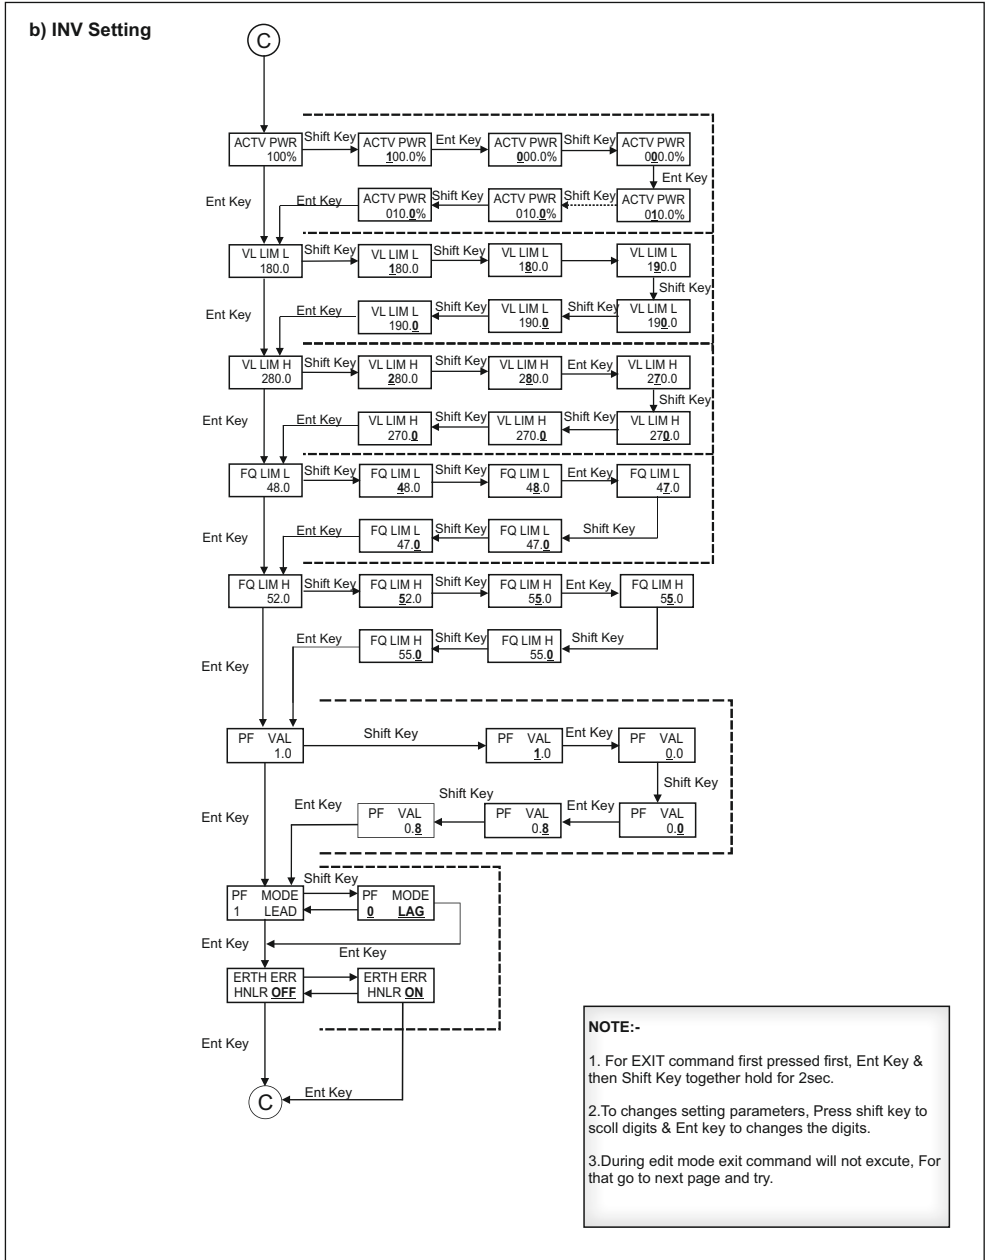 b) INV Setting
C
ACTV PWR
100%
Shift Key
ACTV PWR
100.0%
Ent Key
ACTV PWR
000.0%
Shift Key
ACTV PWR
000.0%
Ent Key
Ent Key
Ent Key
ACTV PWR
010.0%
Shift Key
ACTV PWR
010.0%
Shift Key
ACTV PWR
010.0%
VL LIM L
180.0
Shift Key
VL LIM L
180.0
Shift Key
VL LIM L
180.0
VL LIM L
190.0
Shift Key
Ent Key
Ent Key
VL LIM L
190.0
Shift Key
VL LIM L
190.0
Shift Key
VL LIM L
190.0
VL LIM H
280.0
Shift Key
VL LIM H
280.0
Shift Key
VL LIM H
280.0
Ent Key
VL LIM H
270.0
Shift Key
Ent Key
Ent Key
VL LIM H
270.0
Shift Key
VL LIM H
270.0
Shift Key
VL LIM H
270.0
FQ LIM L
48.0
Shift Key
FQ LIM L
48.0
Shift Key
FQ LIM L
48.0
Ent Key
FQ LIM L
47.0
Ent Key
Ent Key
FQ LIM L
47.0
Shift Key
FQ LIM L
47.0
Shift Key
FQ LIM H
52.0
Shift Key
FQ LIM H
52.0
Shift Key
FQ LIM H
55.0
Ent Key
FQ LIM H
55.0
Ent Key
Ent Key
FQ LIM H
55.0
Shift Key
FQ LIM H
55.0
Shift Key
PF VAL
1.0
Shift Key
PF VAL
1.0
Ent Key
PF VAL
0.0
Shift Key
Ent Key
Ent Key
PF VAL
0.8
Shift Key
PF VAL
0.8
Ent Key
PF VAL
0.0
PF MODE
1 LEAD
Shift Key
PF MODE
0 LAG
Ent Key
Ent Key
ERTH ERR
HNLR OFF
ERTH ERR
HNLR ON
Ent Key
Ent Key
C
NOTE:-
1. For EXIT command first pressed first, Ent Key &
then Shift Key together hold for 2sec.
2.To changes setting parameters, Press shift key to
scoll digits & Ent key to changes the digits.
3.During edit mode exit command will not excute, For
that go to next page and try.